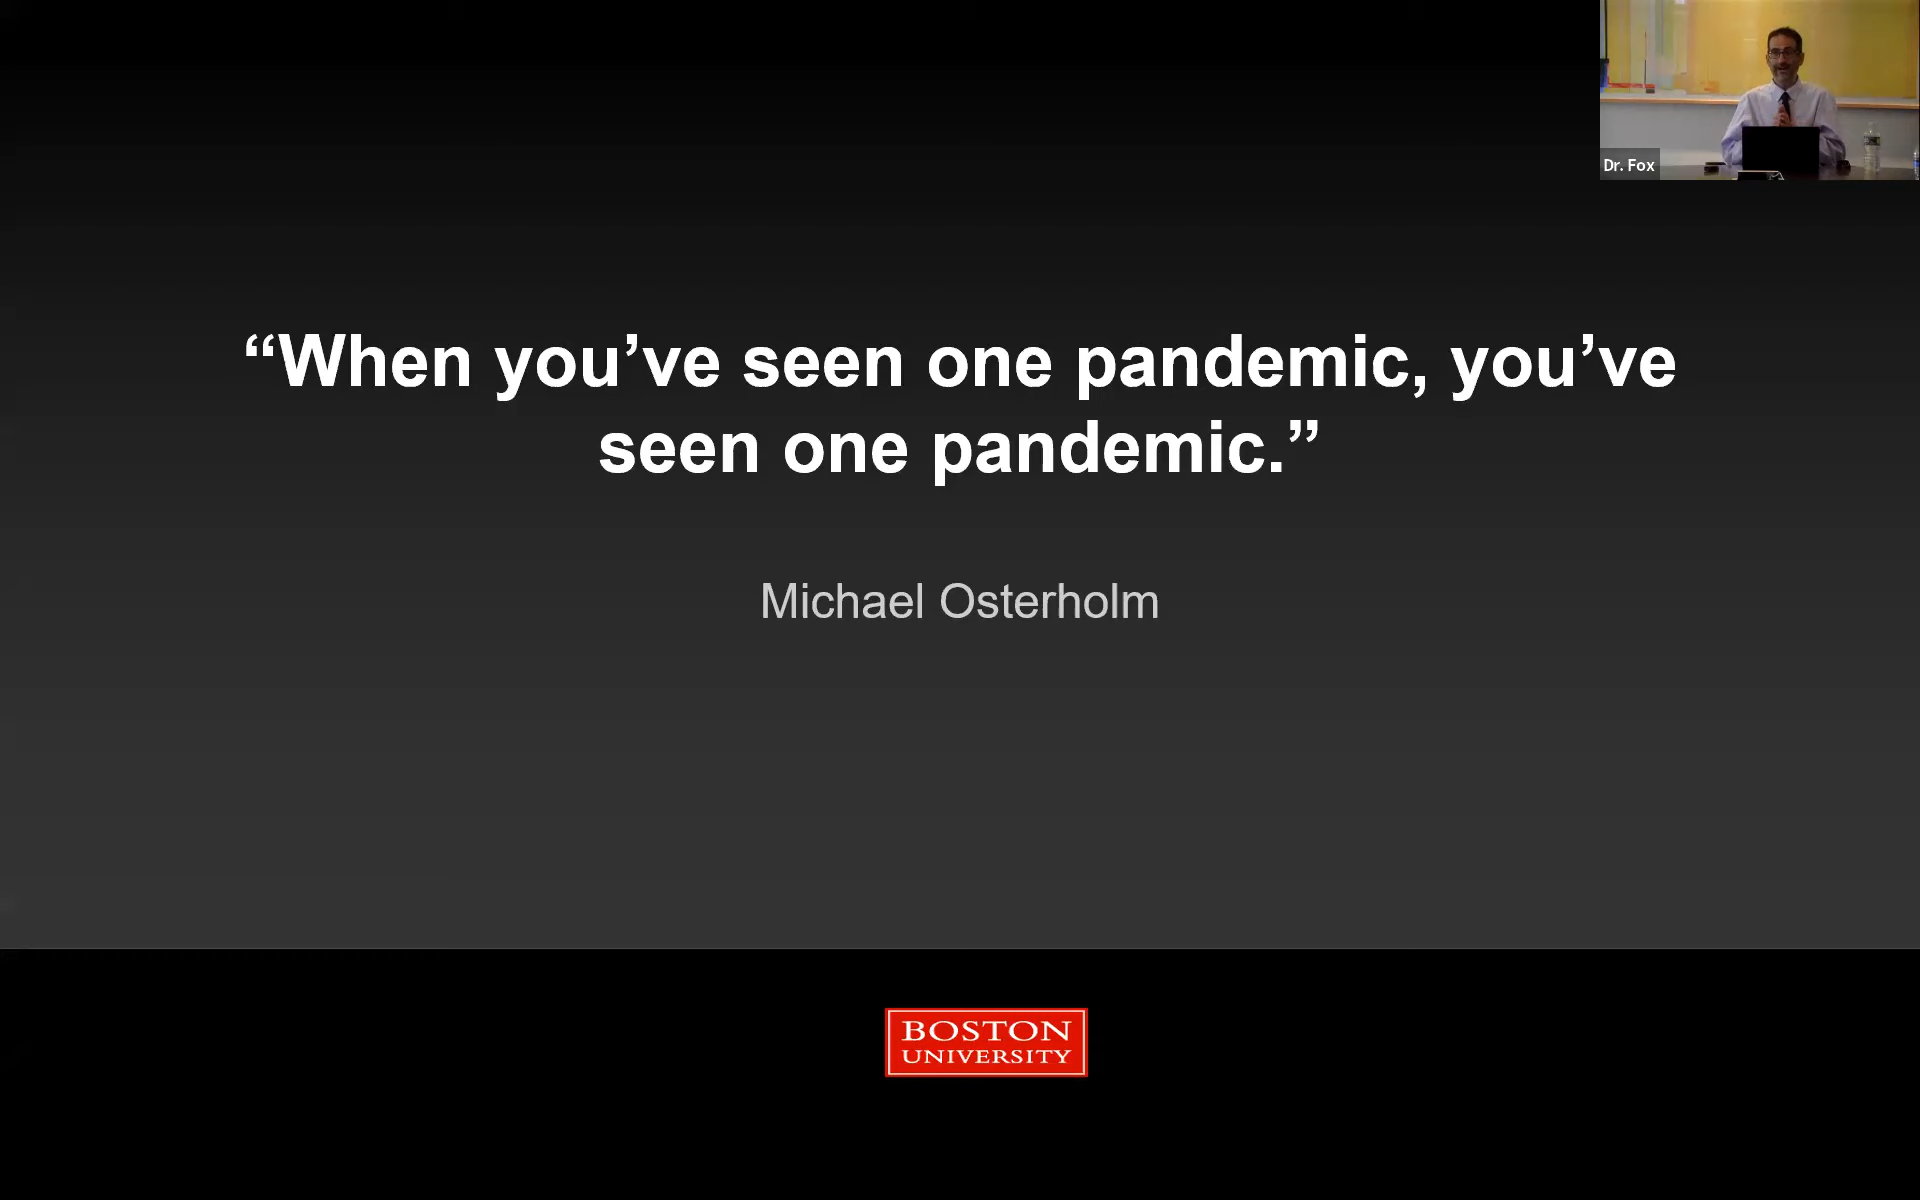 Dr. Fox
“When you’ve seen one pandemic, you’ve
seen one pandemic.”
Michael Osterholm
BOSTON
UNIVERSITY